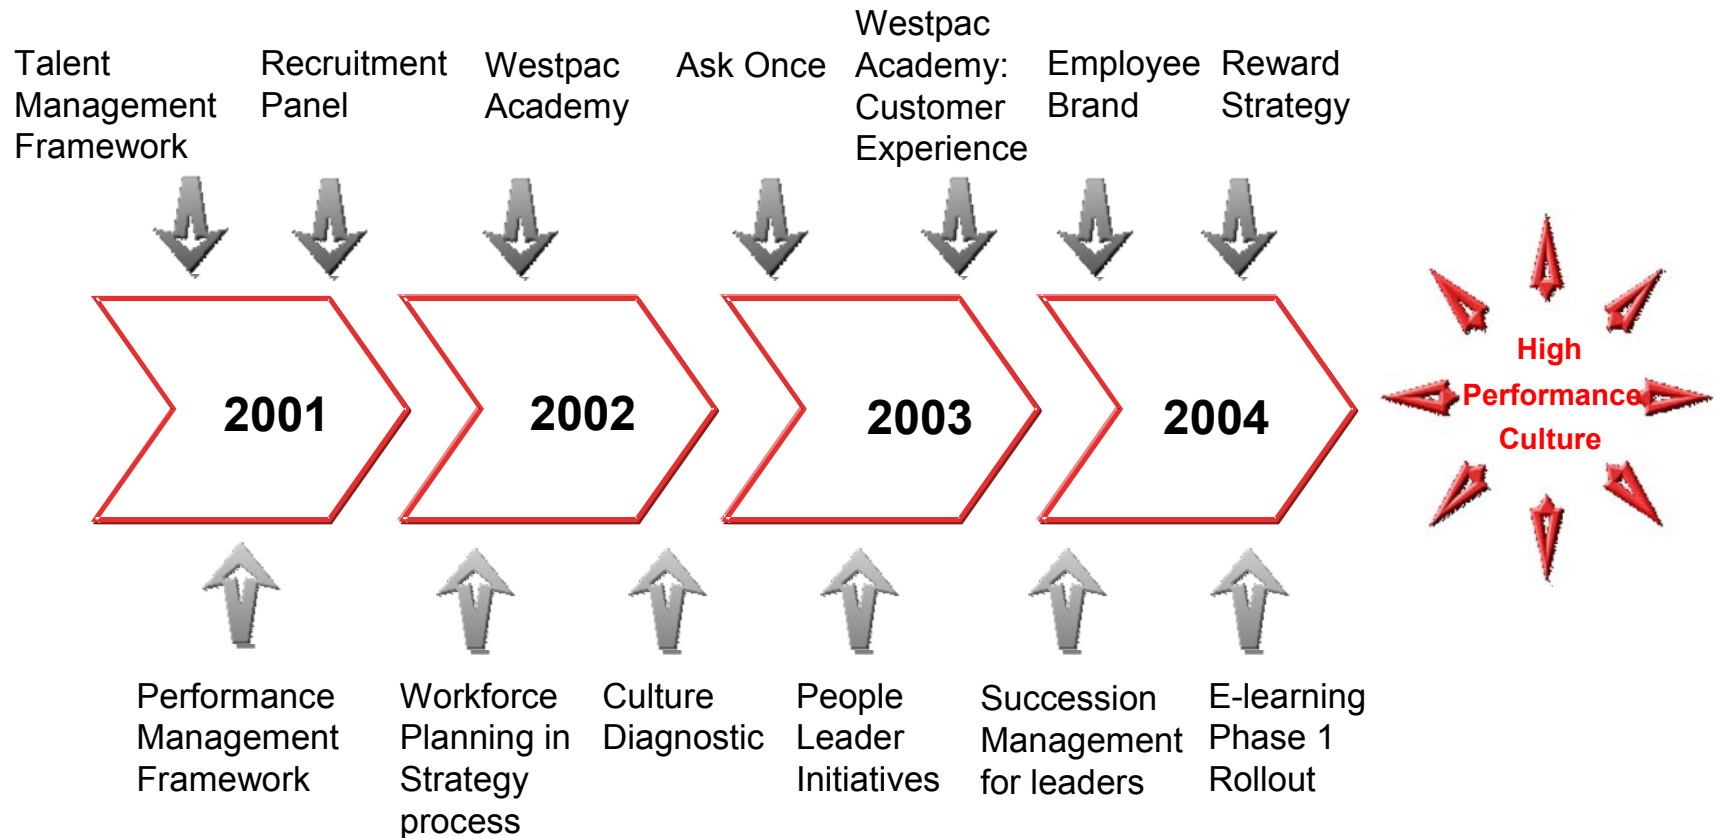 Talent
Management
Framework
Recruitment
Panel
Westpac
Academy
Ask Once
Westpac
Academy:
Customer
Experience
Employee
Brand
Reward
Strategy
2001
2002
2003
2004
High
Performance
Culture
Performance
Management
Framework
Workforce
Planning in
Strategy
process
Culture
Diagnostic
People
Leader
Initiatives
Succession
Management
for leaders
E-learning
Phase 1
Rollout